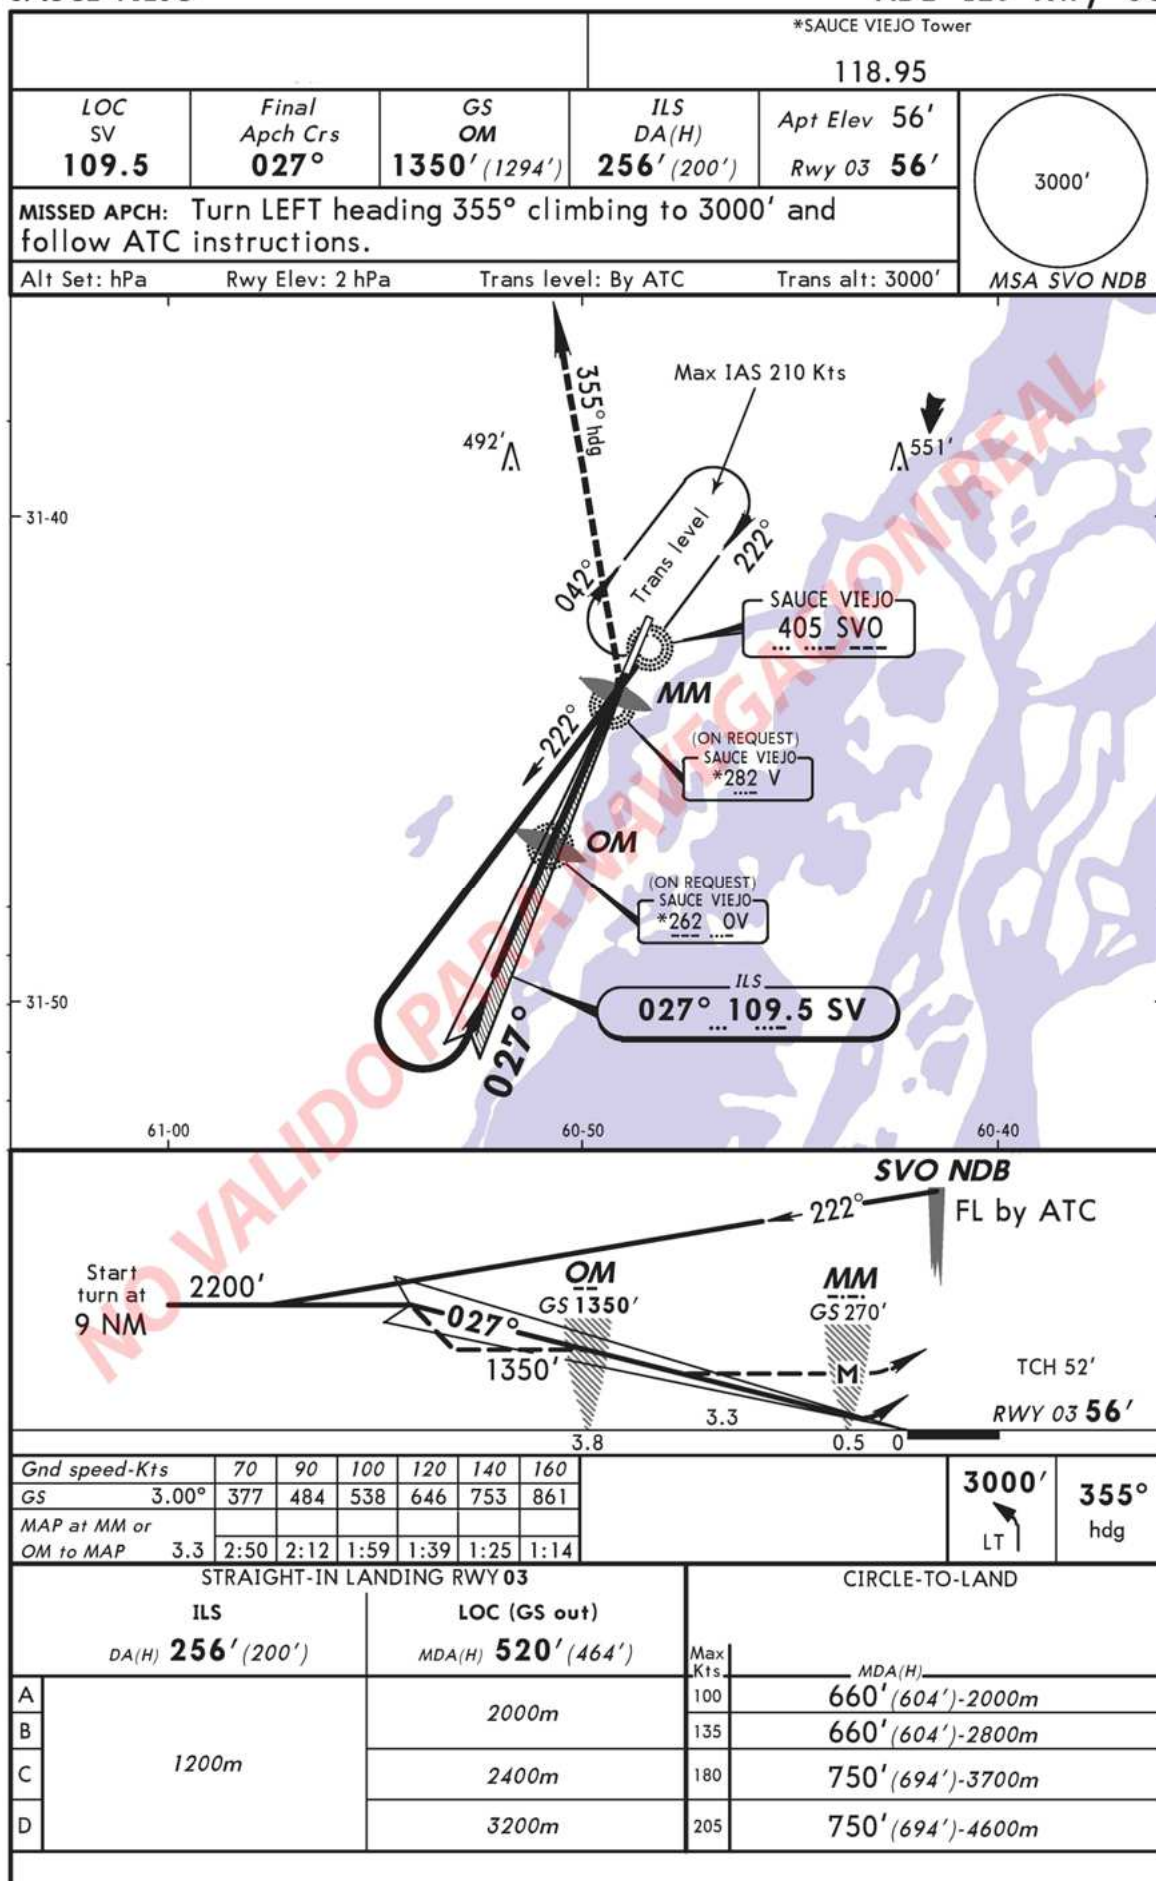 *SAUCE VIEJO Tower
118.95
LOC
SV
109.5
Final
Apch Crs
027°
GS
OM
1350' (1294')
ILS
DA(H)
256' (200')
Apt Elev 56'
Rwy 03 56'
3000'
MSA SVO NDB
MISSED APCH: Turn LEFT heading 355° climbing to 3000' and
follow ATC instructions.
Alt Set: hPa Rwy Elev: 2 hPa Trans level: By ATC Trans alt: 3000'
355° hdg
Max IAS 210 Kts
492'
551'
31-40
042°
Trans level
222°
SAUCE VIEJO
405 SVO
MM
222°
(ON REQUEST)
SAUCE VIEJO
*282 V
OM
(ON REQUEST)
SAUCE VIEJO
*262 OV
31-50
ILS
027° 109.5 SV
027°
61-00 60-50 60-40
NO VALIDO PARA NAVEGACION REAL
SVO NDB
222°
FL by ATC
Start
turn at
9 NM
2200'
OM
GS 1350'
MM
GS 270'
027°
1350'
M
TCH 52'
3.3
RWY 03 56'
3.8 0.5 0
Gnd speed-Kts 70 90 100 120 140 160
GS 3.00° 377 484 538 646 753 861
MAP at MM or
OM to MAP 3.3 2:50 2:12 1:59 1:39 1:25 1:14
3000'
LT
355°
hdg
STRAIGHT-IN LANDING RWY 03
CIRCLE-TO-LAND
ILS
DA(H) 256' (200')
LOC (GS out)
MDA(H) 520' (464')
Max
Kts
MDA(H)
A
B
C
D
1200m
2000m
2400m
3200m
100 660' (604')-2000m
135 660' (604')-2800m
180 750' (694')-3700m
205 750' (694')-4600m